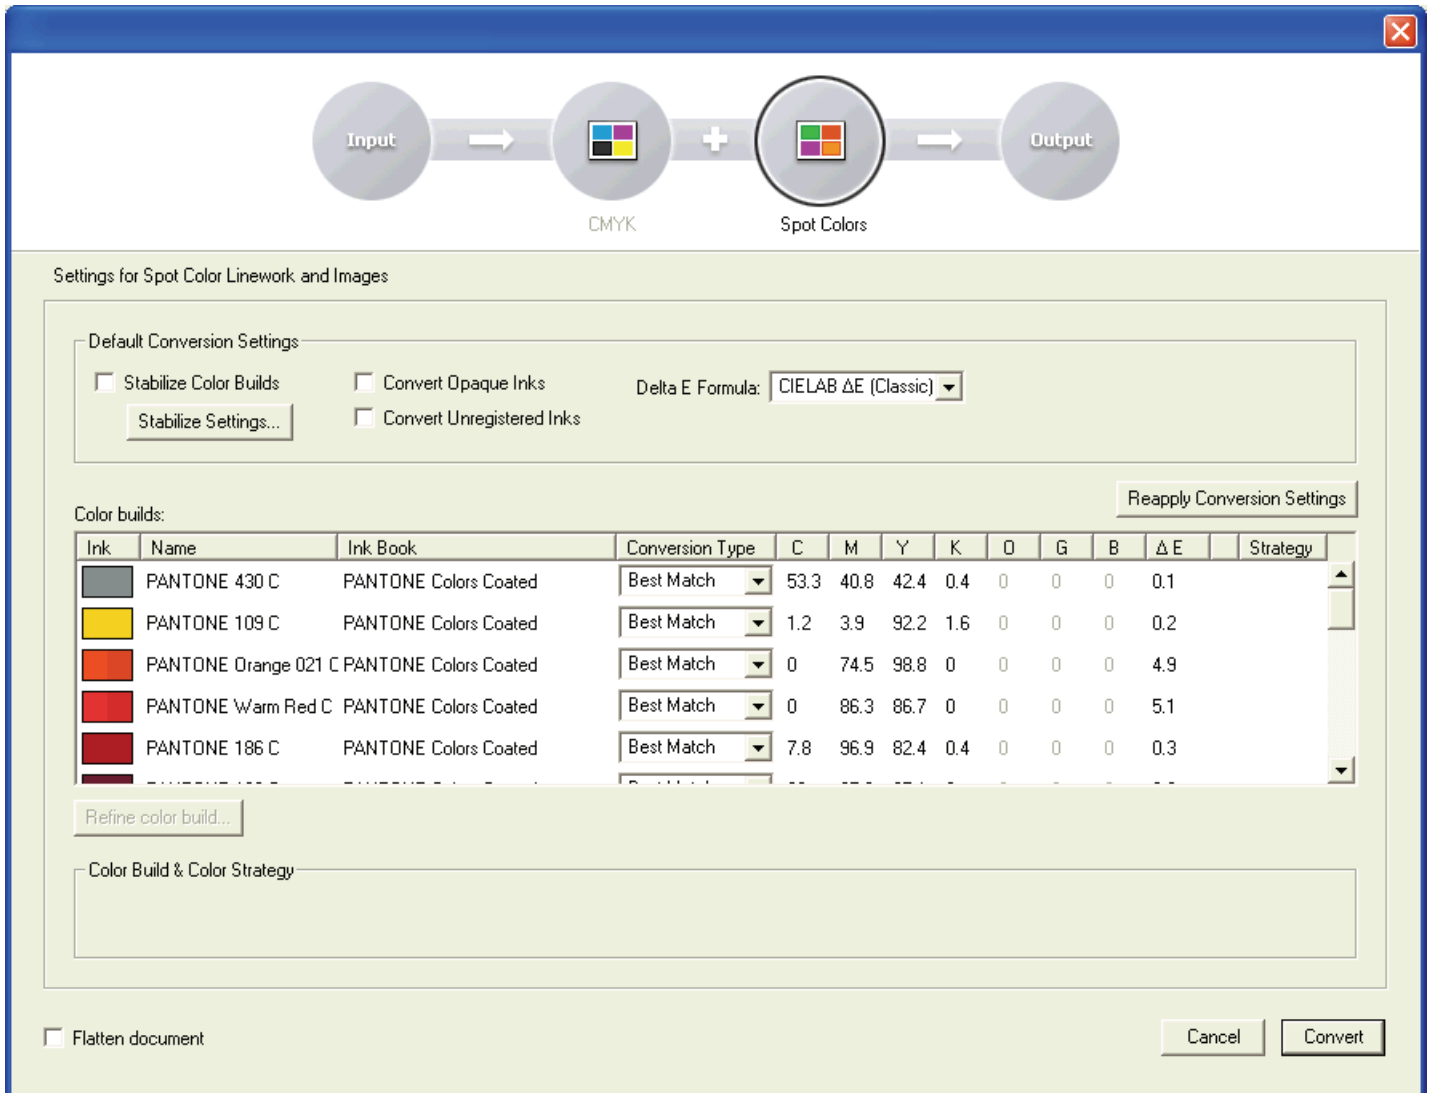 Input
Output
CMYK
Spot Colors
Settings for Spot Color Linework and Images
Default Conversion Settings
Stabilize Color Builds
Convert Opaque Inks
Delta E Formula: CIELAB ΔE (Classic)
Stabilize Settings...
Convert Unregistered Inks
Reapply Conversion Settings
Color builds:
Ink Name Ink Book Conversion Type C M Y K O G B Δ E Strategy
PANTONE 430 C PANTONE Colors Coated Best Match 53.3 40.8 42.4 0.4 0 0 0 0.1
PANTONE 109 C PANTONE Colors Coated Best Match 1.2 3.9 92.2 1.6 0 0 0 0.2
PANTONE Orange 021 C PANTONE Colors Coated Best Match 0 74.5 98.8 0 0 0 0 4.9
PANTONE Warm Red C PANTONE Colors Coated Best Match 0 86.3 86.7 0 0 0 0 5.1
PANTONE 186 C PANTONE Colors Coated Best Match 7.8 96.9 82.4 0.4 0 0 0 0.3
Refine color build...
Color Build & Color Strategy
Flatten document
Cancel
Convert